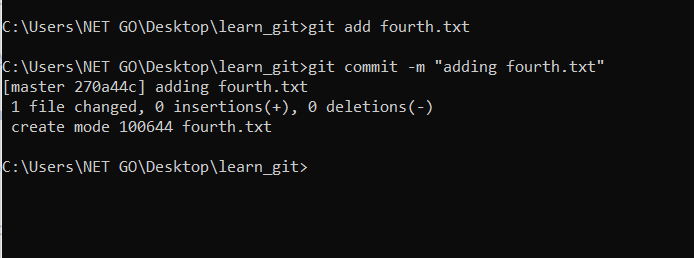 C:\Users\NET GO\Desktop\learn_git>git add fourth.txt
C:\Users\NET GO\Desktop\learn_git>git commit -m "adding fourth.txt"
[master 270a44c] adding fourth.txt
 1 file changed, 0 insertions(+), 0 deletions(-)
 create mode 100644 fourth.txt
C:\Users\NET GO\Desktop\learn_git>